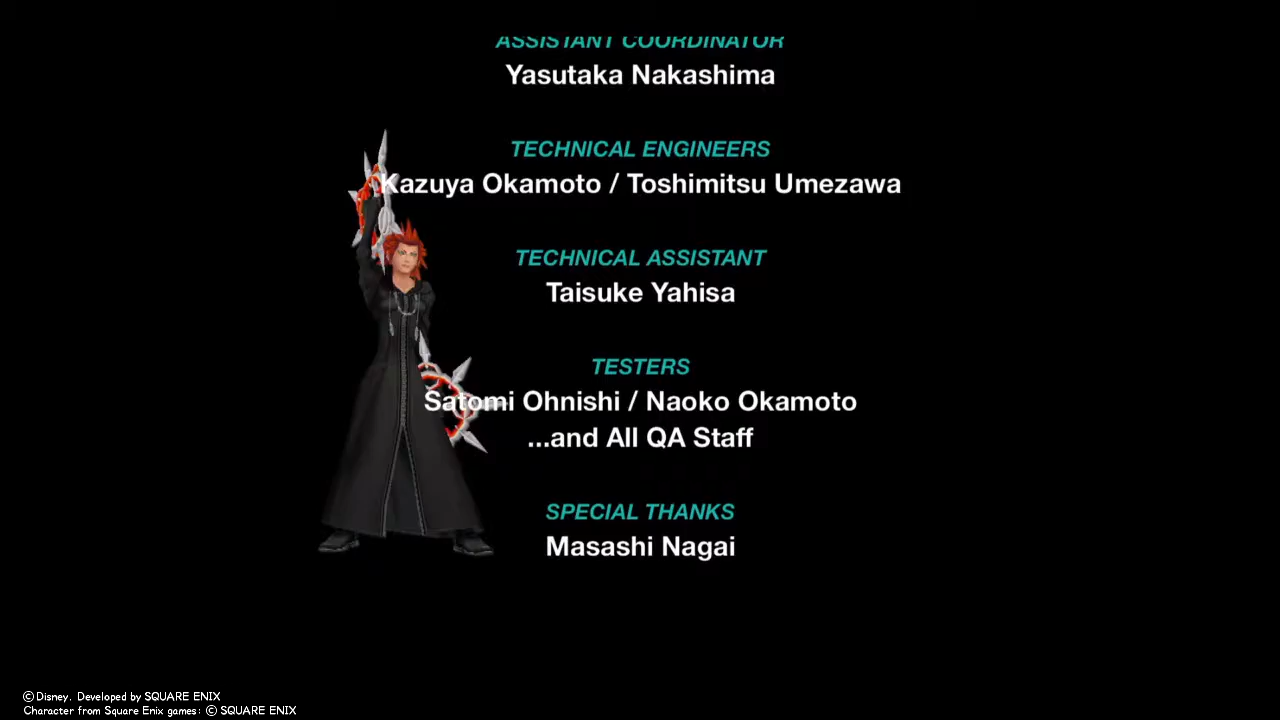 ASSISTANT COORDINATOR
Yasutaka Nakashima
TECHNICAL ENGINEERS
Kazuya Okamoto / Toshimitsu Umezawa
TECHNICAL ASSISTANT
Taisuke Yahisa
TESTERS
Satomi Ohnishi / Naoko Okamoto
...and All QA Staff
SPECIAL THANKS
Masashi Nagai
©Disney. Developed by SQUARE ENIX
Character from Square Enix games: © SQUARE ENIX